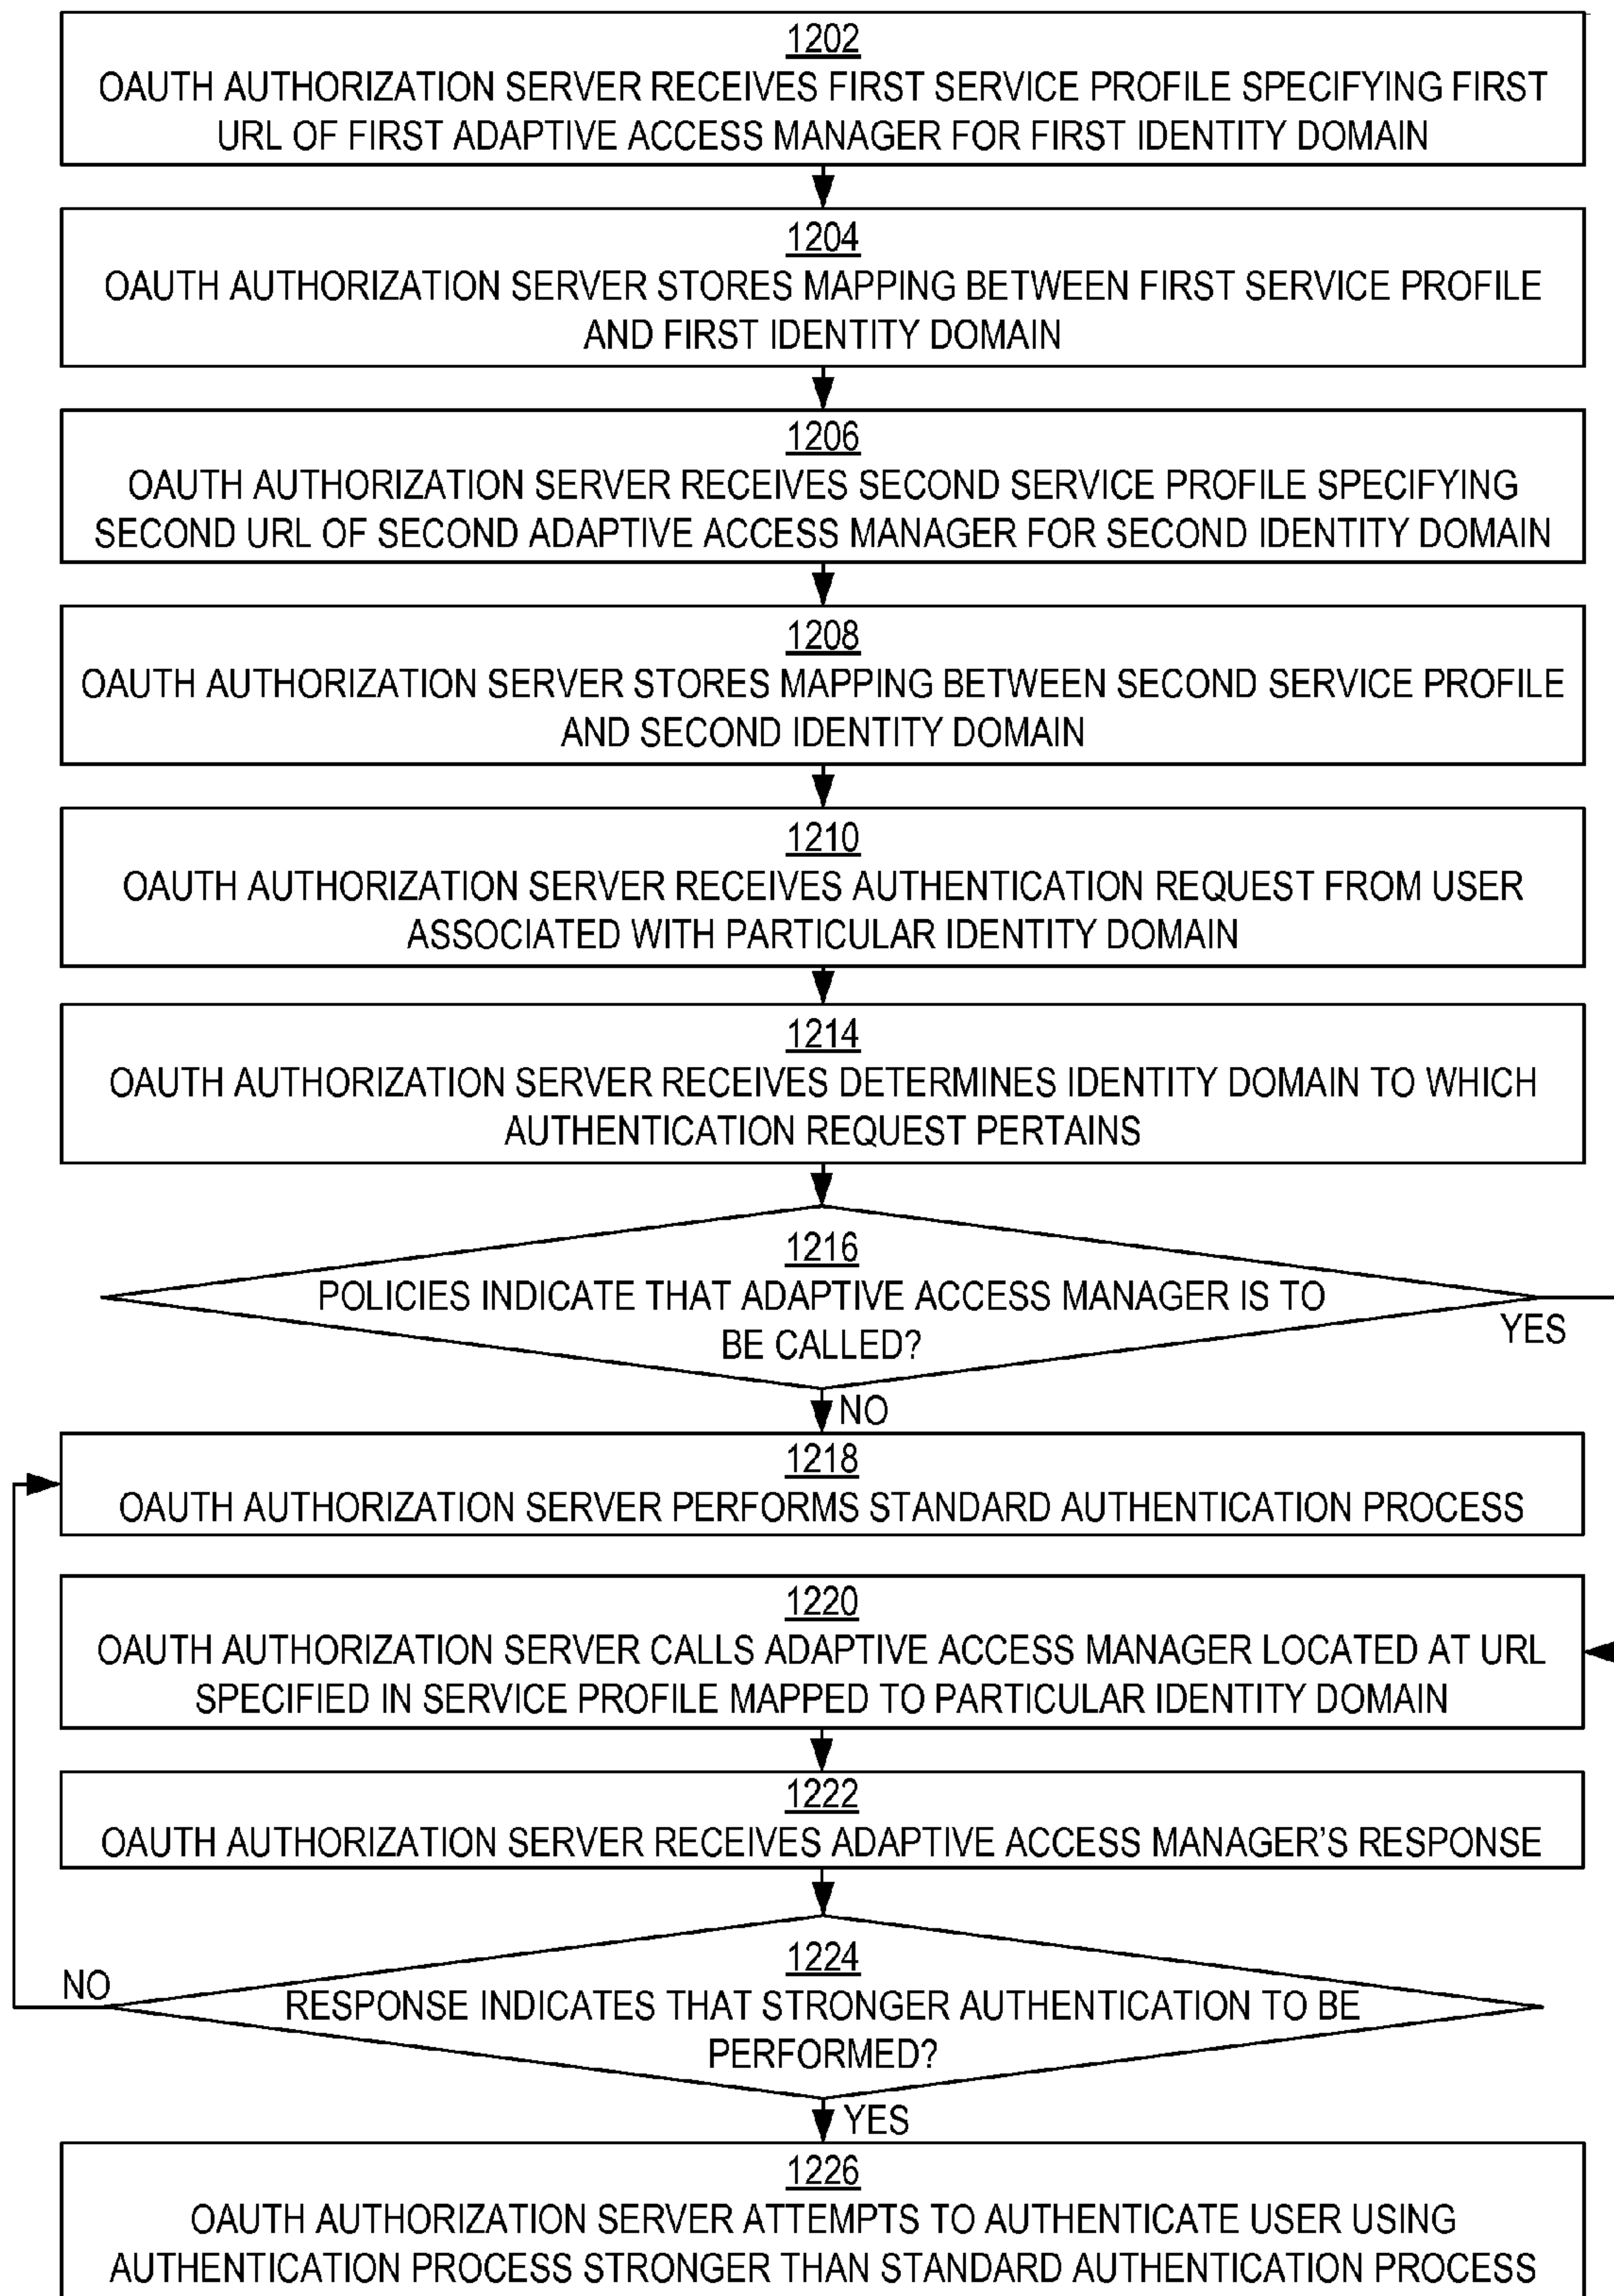 1202
OAUTH AUTHORIZATION SERVER RECEIVES FIRST SERVICE PROFILE SPECIFYING FIRST
URL OF FIRST ADAPTIVE ACCESS MANAGER FOR FIRST IDENTITY DOMAIN
1204
OAUTH AUTHORIZATION SERVER STORES MAPPING BETWEEN FIRST SERVICE PROFILE
AND FIRST IDENTITY DOMAIN
1206
OAUTH AUTHORIZATION SERVER RECEIVES SECOND SERVICE PROFILE SPECIFYING
SECOND URL OF SECOND ADAPTIVE ACCESS MANAGER FOR SECOND IDENTITY DOMAIN
1208
OAUTH AUTHORIZATION SERVER STORES MAPPING BETWEEN SECOND SERVICE PROFILE
AND SECOND IDENTITY DOMAIN
1210
OAUTH AUTHORIZATION SERVER RECEIVES AUTHENTICATION REQUEST FROM USER
ASSOCIATED WITH PARTICULAR IDENTITY DOMAIN
1214
OAUTH AUTHORIZATION SERVER RECEIVES DETERMINES IDENTITY DOMAIN TO WHICH
AUTHENTICATION REQUEST PERTAINS
1216
POLICIES INDICATE THAT ADAPTIVE ACCESS MANAGER IS TO
BE CALLED?
YES
NO
1218
OAUTH AUTHORIZATION SERVER PERFORMS STANDARD AUTHENTICATION PROCESS
1220
OAUTH AUTHORIZATION SERVER CALLS ADAPTIVE ACCESS MANAGER LOCATED AT URL
SPECIFIED IN SERVICE PROFILE MAPPED TO PARTICULAR IDENTITY DOMAIN
1222
OAUTH AUTHORIZATION SERVER RECEIVES ADAPTIVE ACCESS MANAGER'S RESPONSE
1224
NO
RESPONSE INDICATES THAT STRONGER AUTHENTICATION TO BE
PERFORMED?
YES
1226
OAUTH AUTHORIZATION SERVER ATTEMPTS TO AUTHENTICATE USER USING
AUTHENTICATION PROCESS STRONGER THAN STANDARD AUTHENTICATION PROCESS